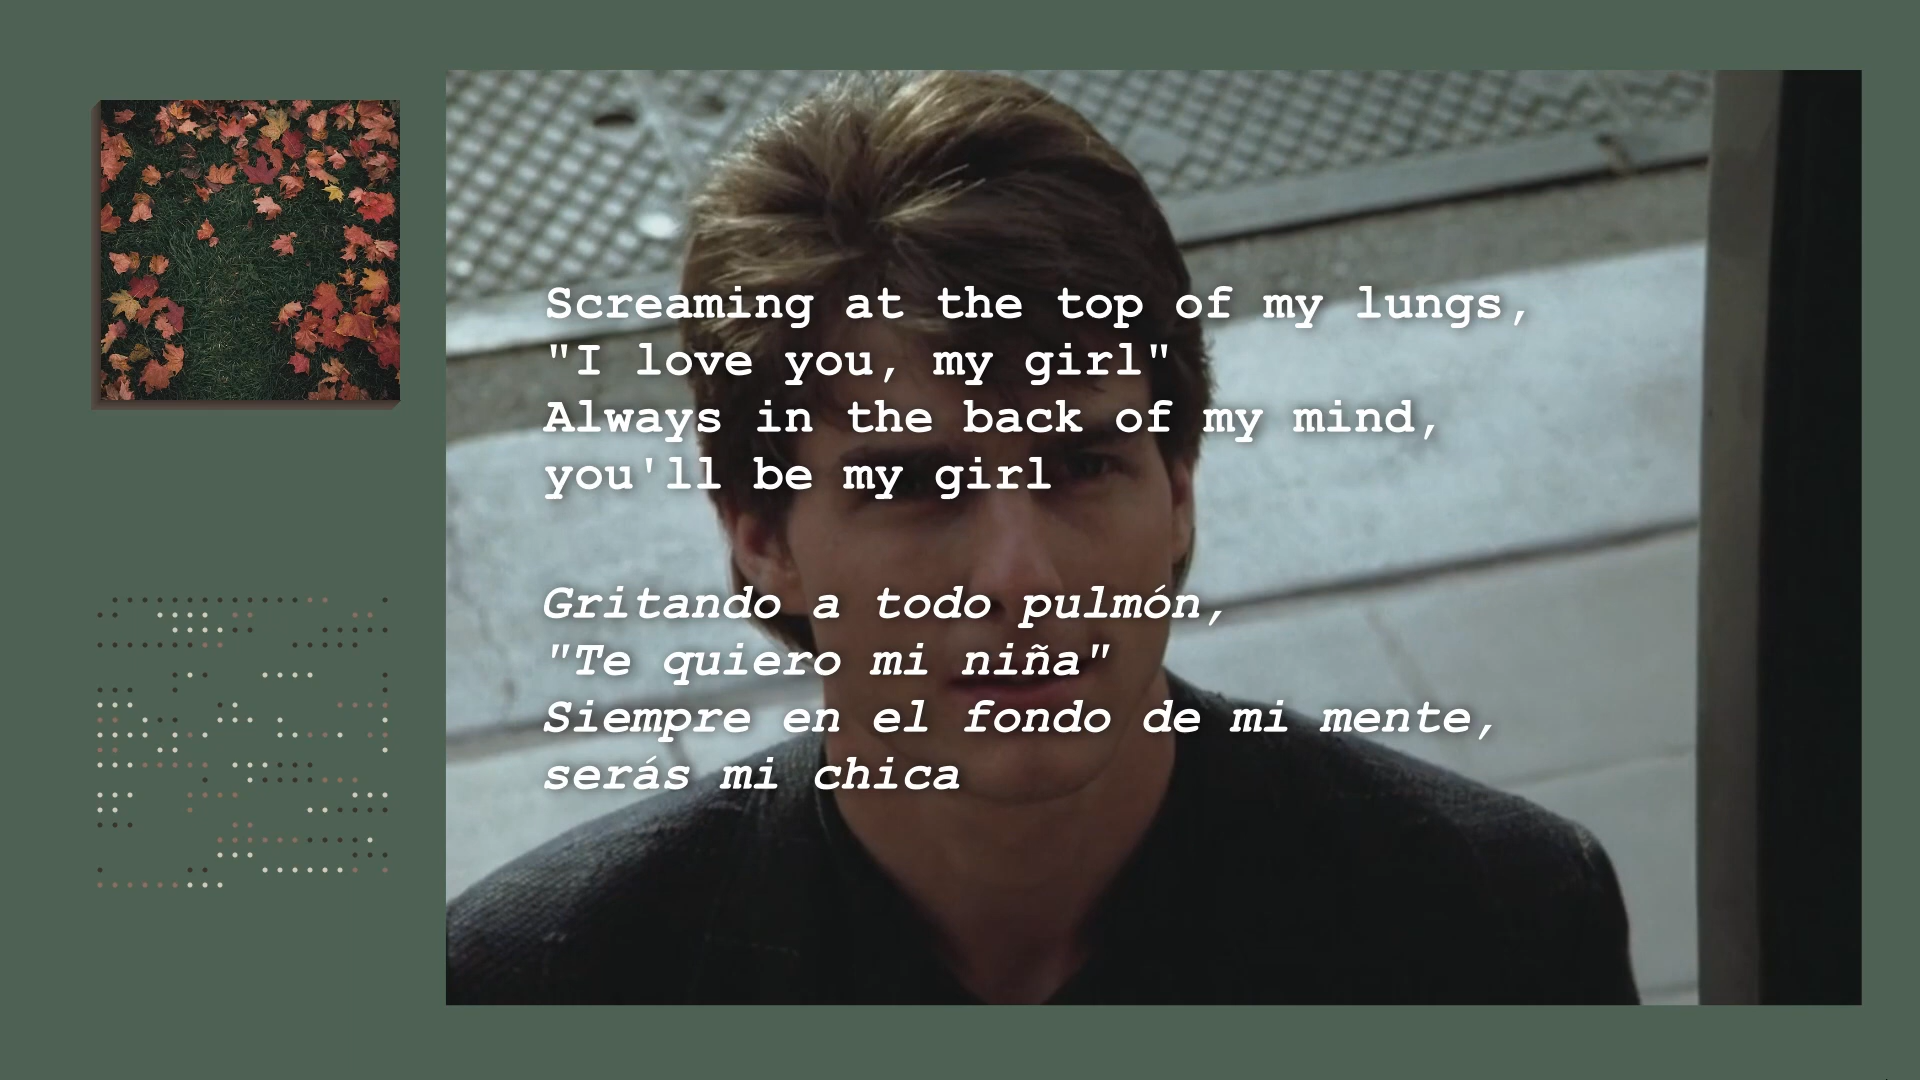 Screaming at the top of my lungs,
"I love you, my girl"
Always in the back of my mind,
you'll be my girl
Gritando a todo pulmón,
"Te quiero mi niña"
Siempre en el fondo de mi mente,
serás mi chica